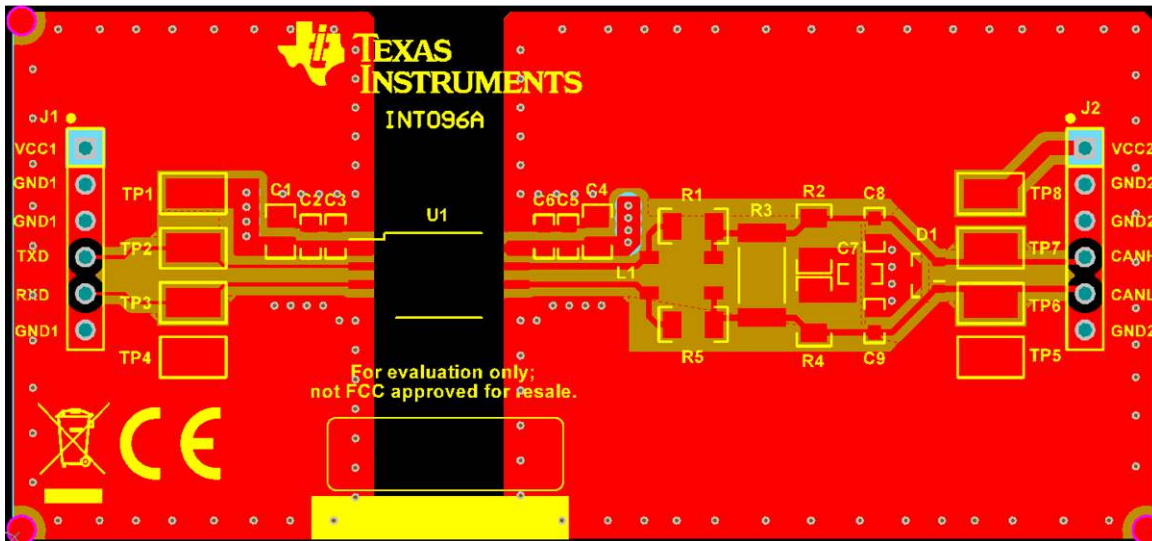 TEXAS
INSTRUMENTS
INT096A
J1
VCC1
GND1
GND1
TXD
RXD
GND1
TP1
TP2
TP3
TP4
C1
C2
C3
U1
C6
C5
C4
L1
R1
R5
R3
R2
R4
C8
C7
C9
D1
TP8
TP7
TP6
TP5
J2
VCC2
GND2
GND2
CANH
CANL
GND2
For evaluation only;
not FCC approved for resale.
CE